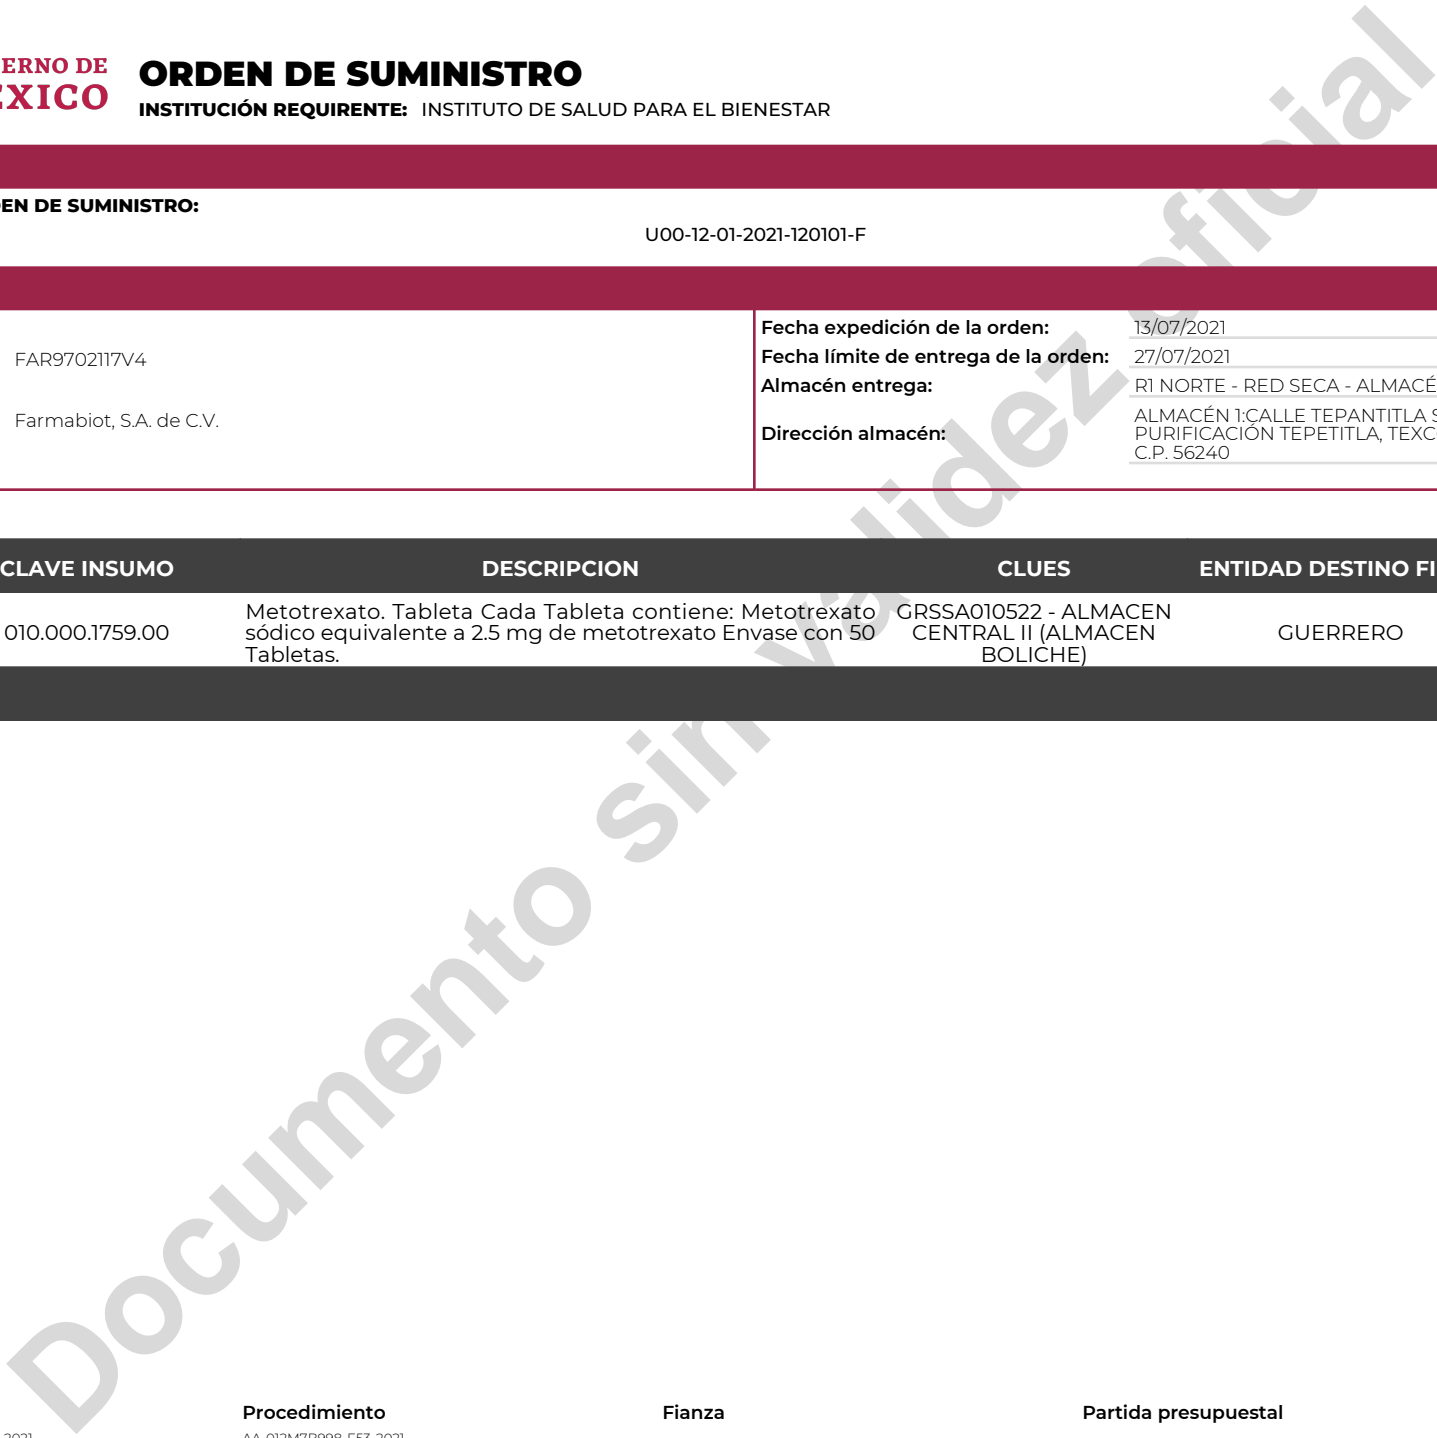 ERNO DE
EXICO
ORDEN DE SUMINISTRO
INSTITUCIÓN REQUIRENTE: INSTITUTO DE SALUD PARA EL BIENESTAR
EN DE SUMINISTRO:
U00-12-01-2021-120101-F
FAR9702117V4
Farmabiot, S.A. de C.V.
Fecha expedición de la orden: 13/07/2021
Fecha límite de entrega de la orden: 27/07/2021
Almacén entrega: R1 NORTE - RED SECA - ALMACÉ
Dirección almacén:
ALMACÉN 1:CALLE TEPANTITLA S
PURIFICACIÓN TEPETITLA, TEXC
C.P. 56240
CLAVE INSUMO DESCRIPCION CLUES ENTIDAD DESTINO FI
010.000.1759.00
Metotrexato. Tableta Cada Tableta contiene: Metotrexato
sódico equivalente a 2.5 mg de metotrexato Envase con 50
Tabletas.
GRSSA010522 - ALMACEN
CENTRAL II (ALMACEN
BOLICHE)
GUERRERO
Documento sin validez oficial
Procedimiento Fianza Partida presupuestal